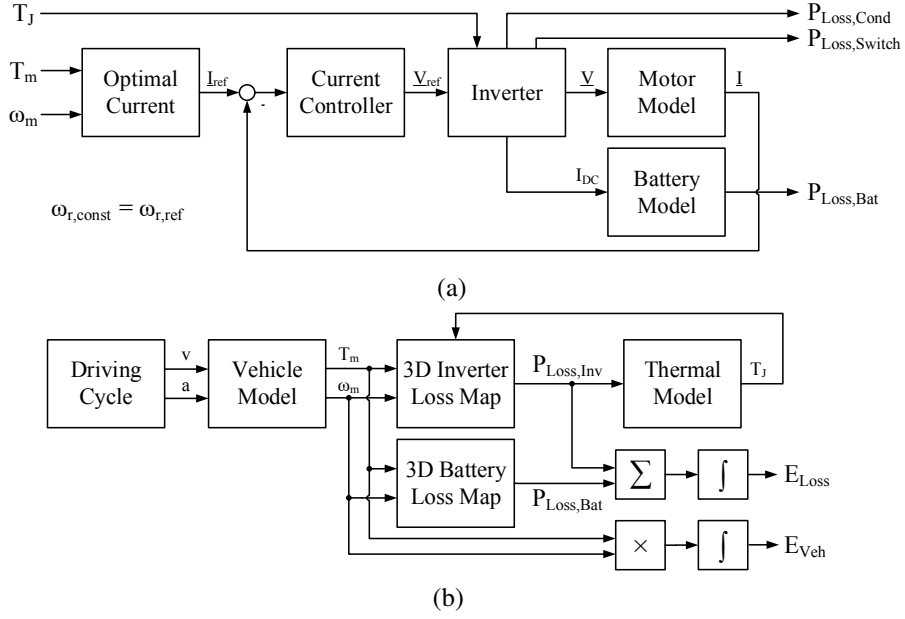 T_J
P_Loss,Cond
P_Loss,Switch
T_m
ω_m
Optimal
Current
I_ref
-
Current
Controller
V_ref
Inverter
V
Motor
Model
I
I_DC
Battery
Model
P_Loss,Bat
ω_r,const = ω_r,ref
(a)
Driving
Cycle
v
a
Vehicle
Model
T_m
ω_m
3D Inverter
Loss Map
P_Loss,Inv
Thermal
Model
T_J
3D Battery
Loss Map
P_Loss,Bat
∑
∫
E_Loss
×
∫
E_Veh
(b)